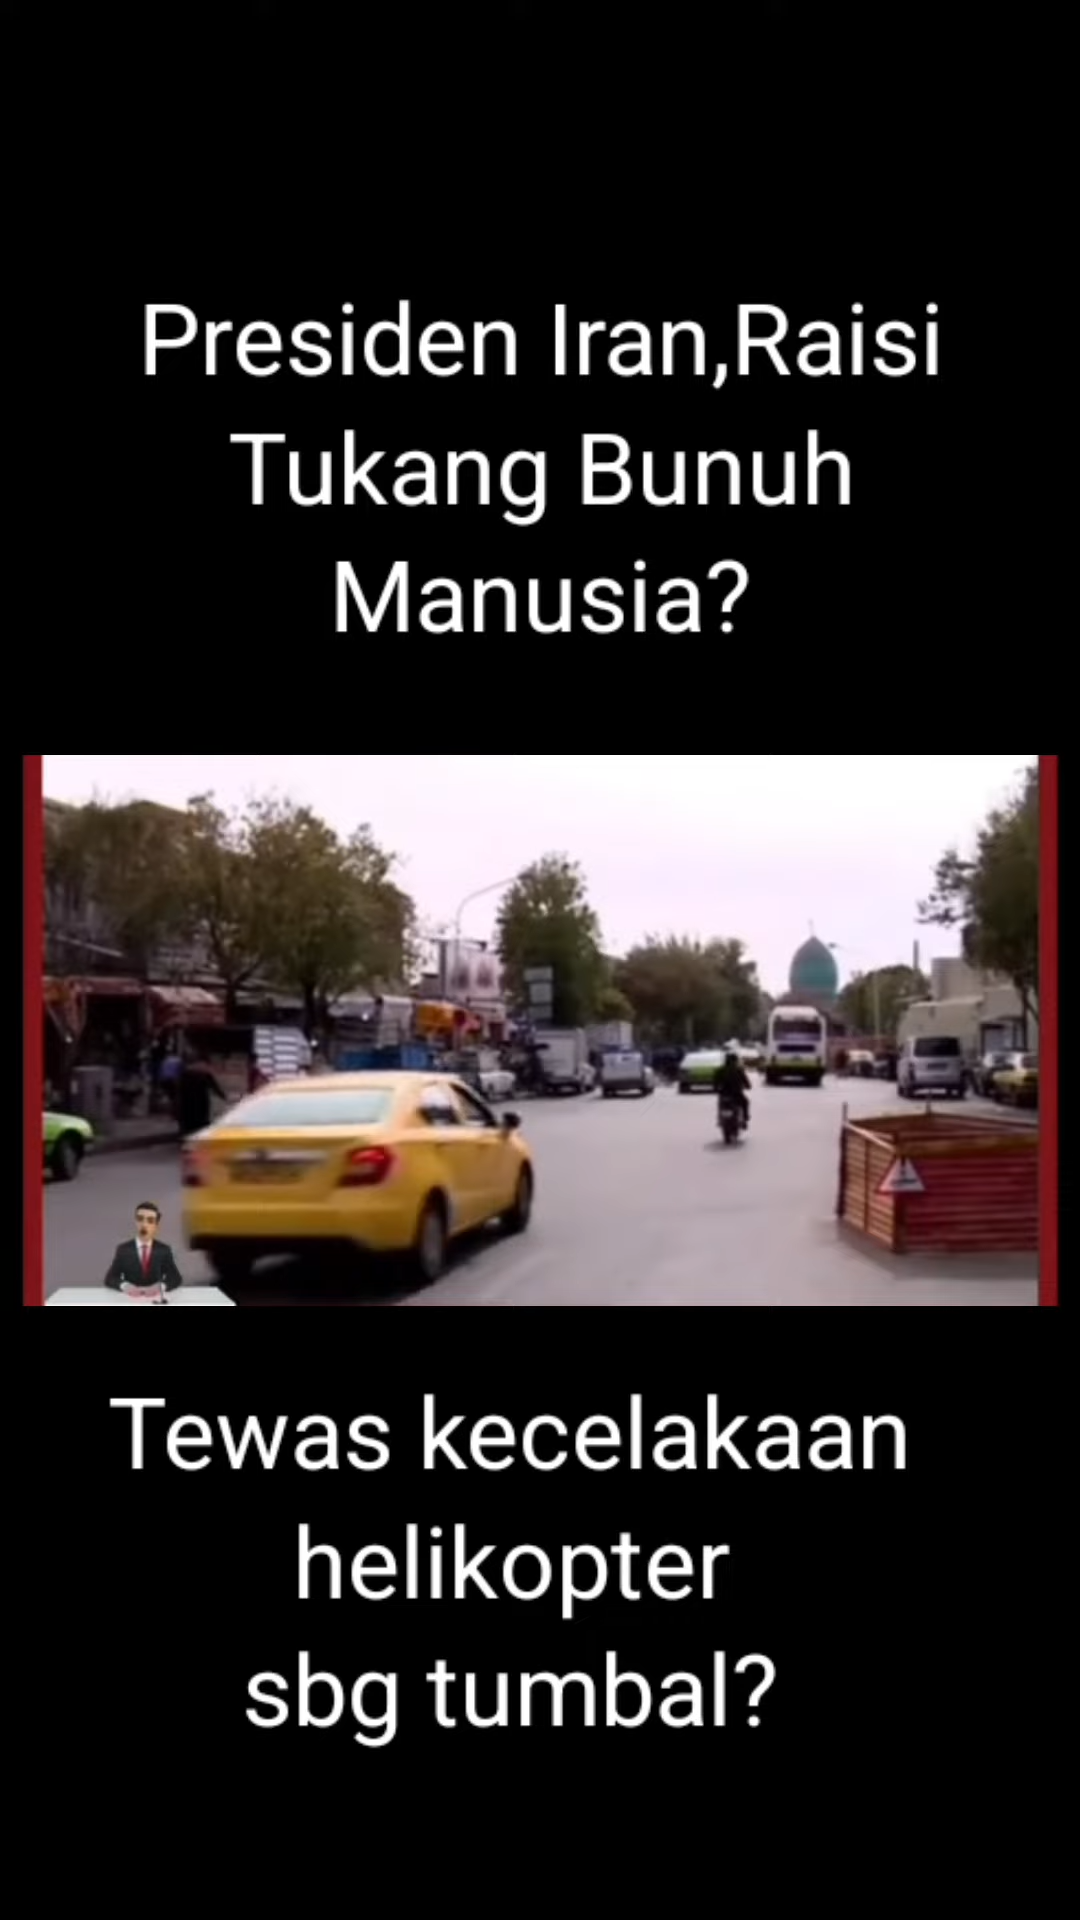 Presiden Iran,Raisi
Tukang Bunuh
Manusia?
Tewas kecelakaan
helikopter
sbg tumbal?